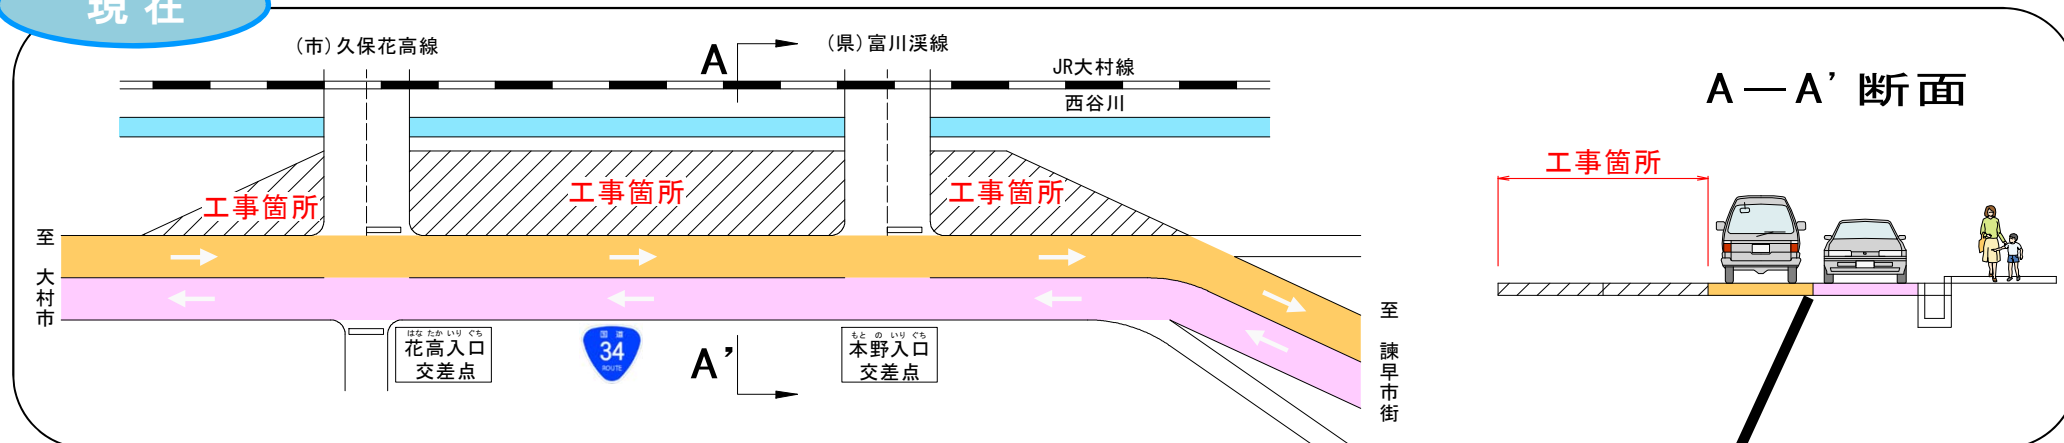 現在
(市)久保花高線
A
(県)富川渓線
JR大村線
西谷川
A－A’断面
工事箇所
工事箇所
工事箇所
工事箇所
至 大村市
至 諫早市街
はな たか いり ぐち
花高入口
交差点
国道
34
ROUTE
A’
もと の いり ぐち
本野入口
交差点